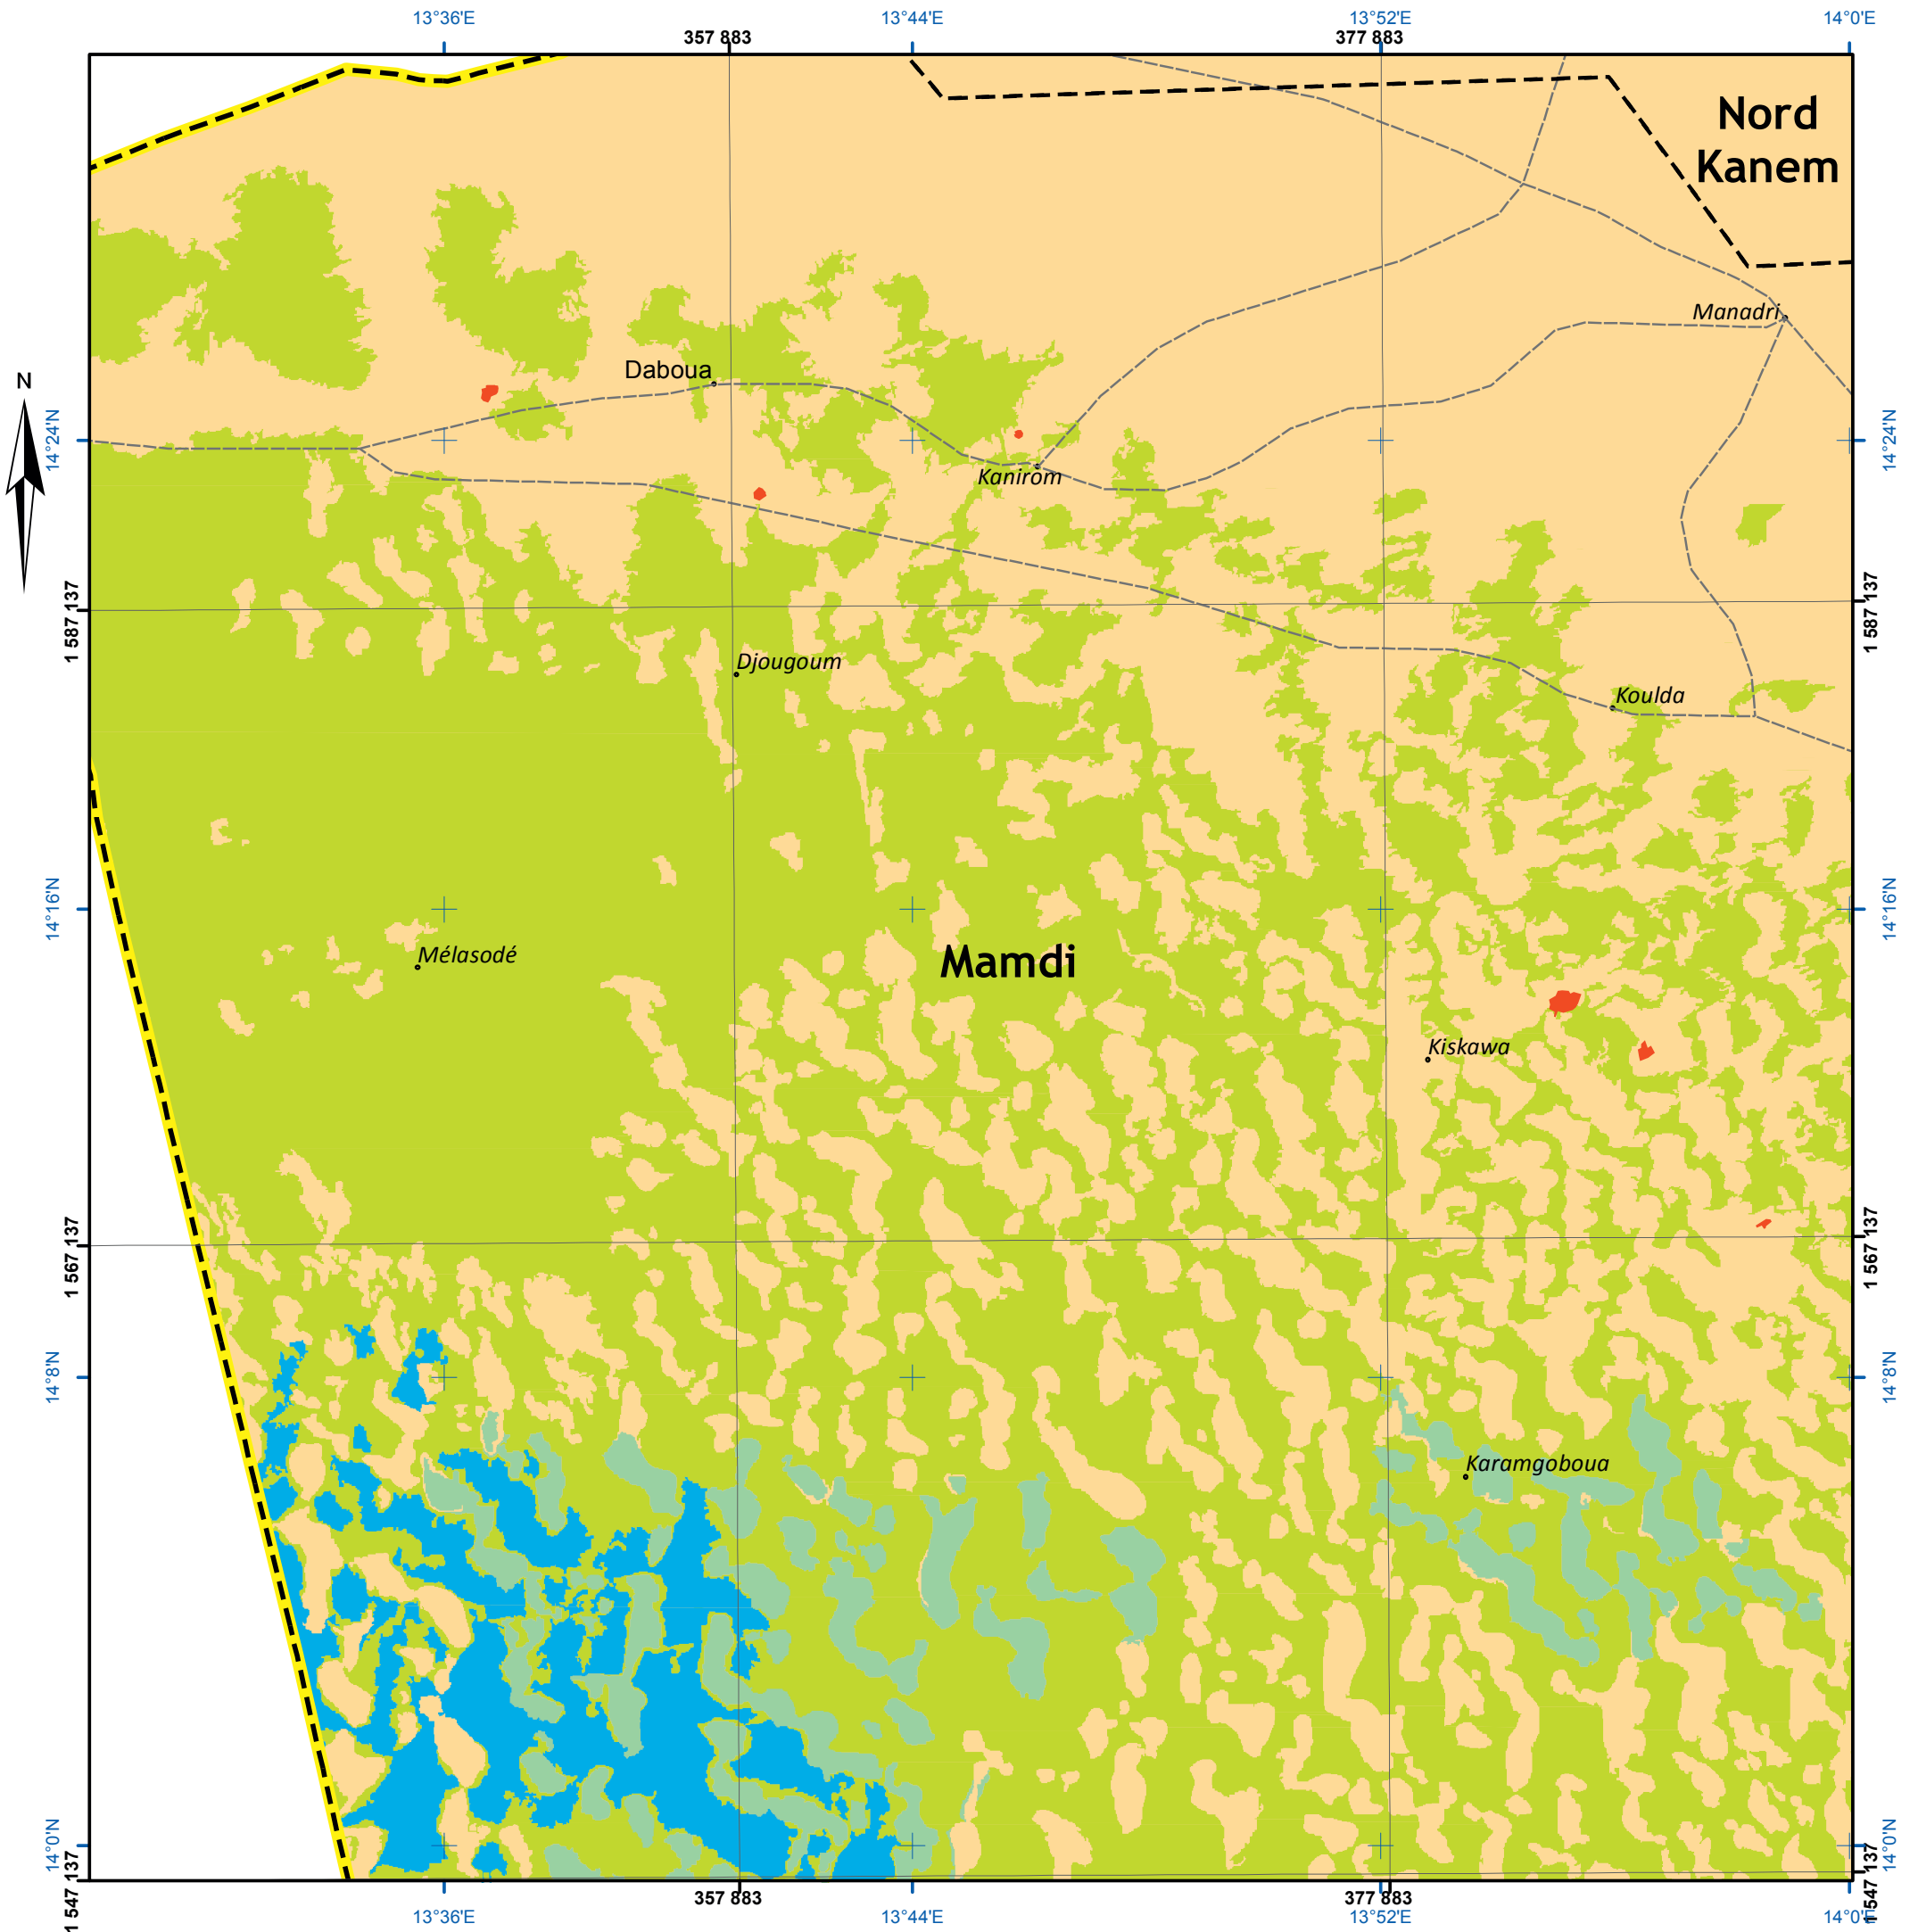 13°36'E
13°44'E
13°52'E
14°0'E
357 883
377 883
Nord
Kanem
Manadri
Daboua
N
14°24'N
14°24'N
Kanirom
1 587 137
1 587 137
Djougoum
Koulda
14°16'N
14°16'N
Mélasodé
Mamdi
Kiskawa
1 567 137
1 567 137
14°8'N
14°8'N
Karamgoboua
14°0'N
14°0'N
1 547 137
1 547 137
357 883
377 883
13°36'E
13°44'E
13°52'E
14°0'E